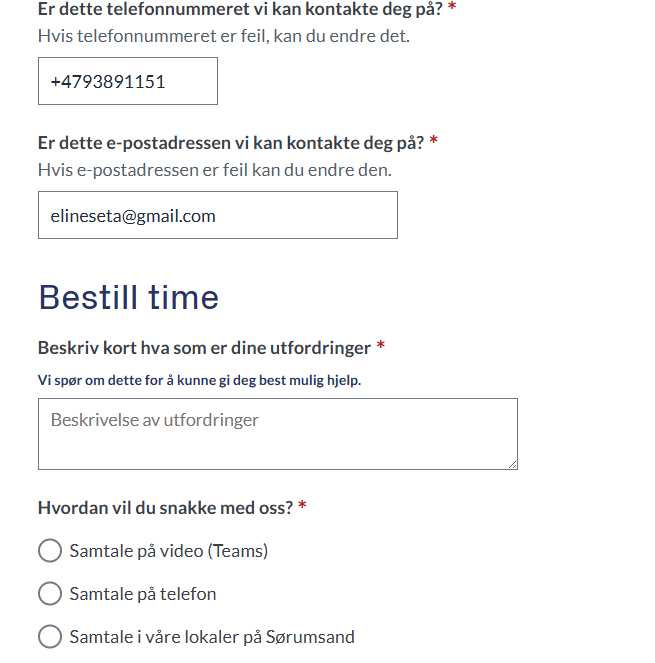 Er dette telefonnummeret vi kan kontakte deg på? *
Hvis telefonnummeret er feil, kan du endre det.
+4793891151
Er dette e-postadressen vi kan kontakte deg på? *
Hvis e-postadressen er feil kan du endre den.
elineseta@gmail.com
Bestill time
Beskriv kort hva som er dine utfordringer *
Vi spør om dette for å kunne gi deg best mulig hjelp.
Beskrivelse av utfordringer
Hvordan vil du snakke med oss? *
Samtale på video (Teams)
Samtale på telefon
Samtale i våre lokaler på Sørumsand